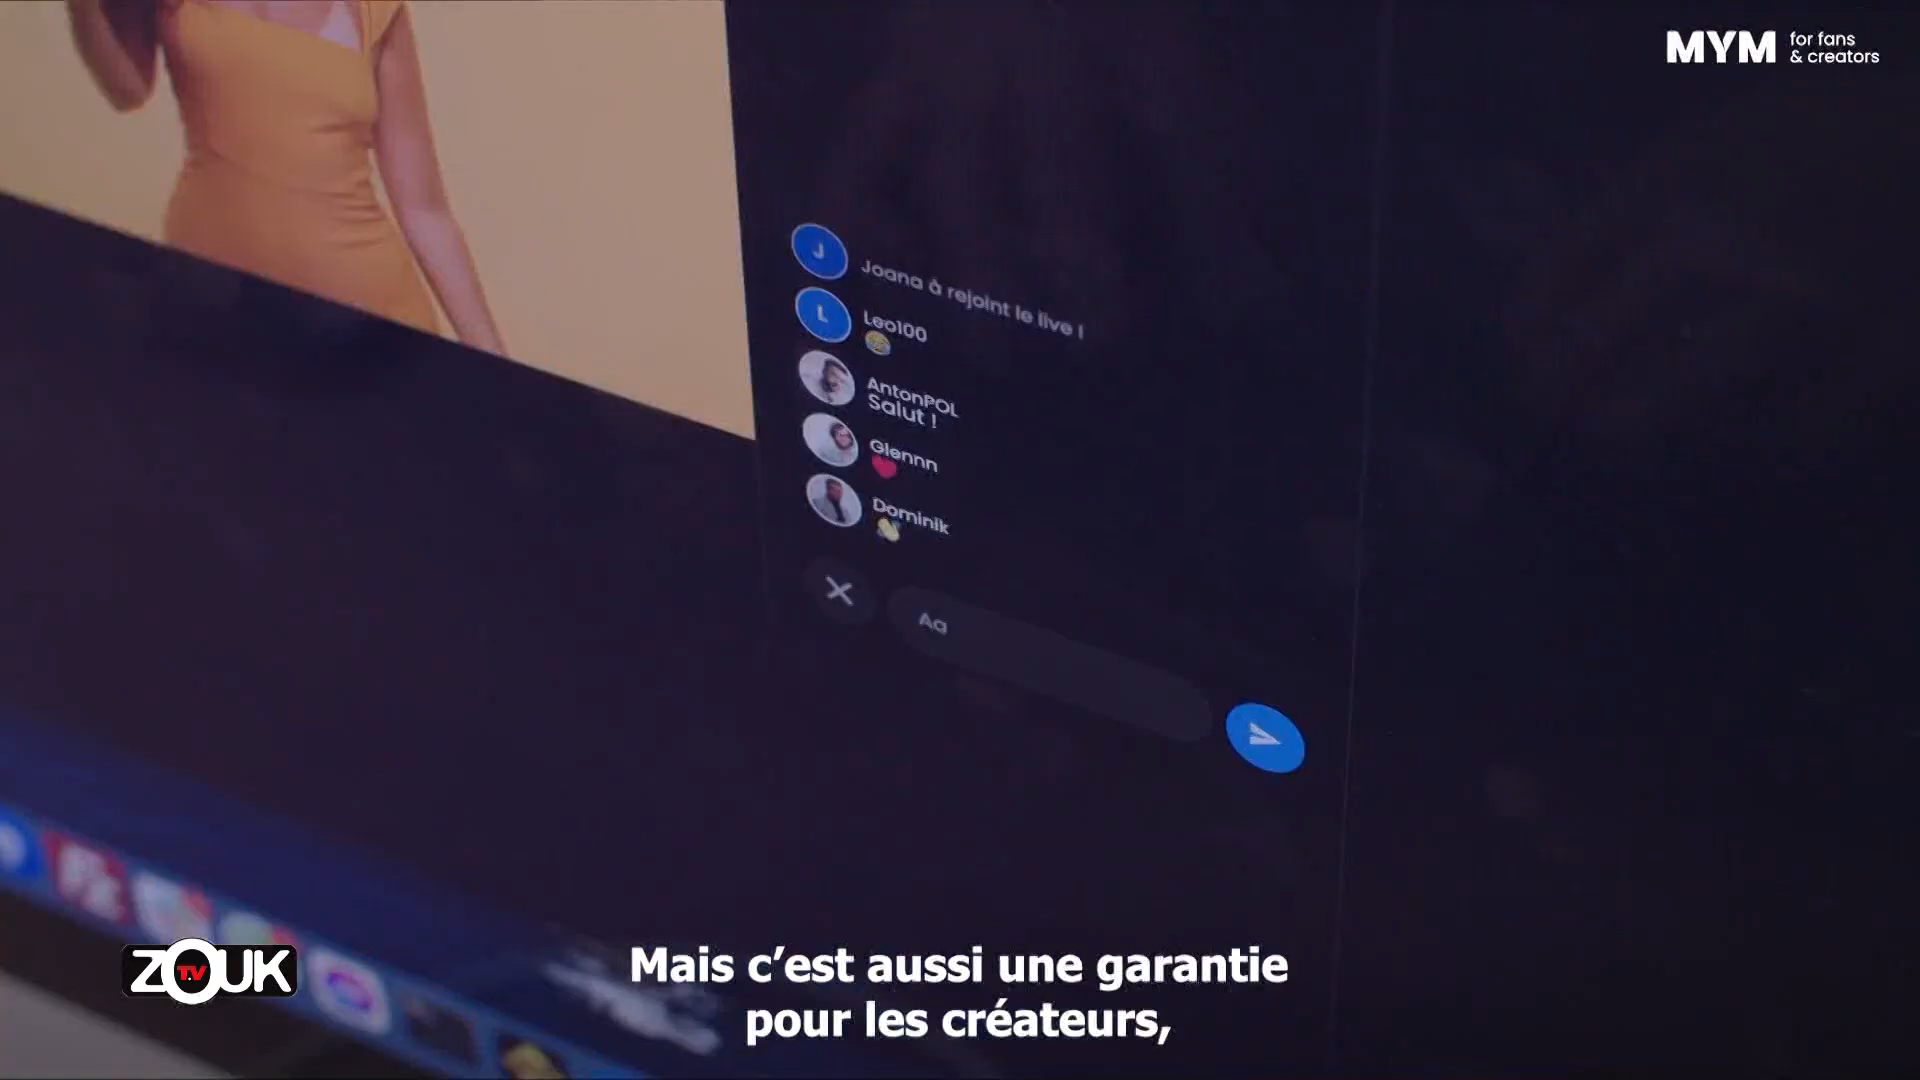 MYM for fans
& creators
J
Joana à rejoint le live !
L
Leo100
AntonPOL
Salut !
Glennn
Dominik
Aa
ZOUK
TV
Mais c’est aussi une garantie
pour les créateurs,